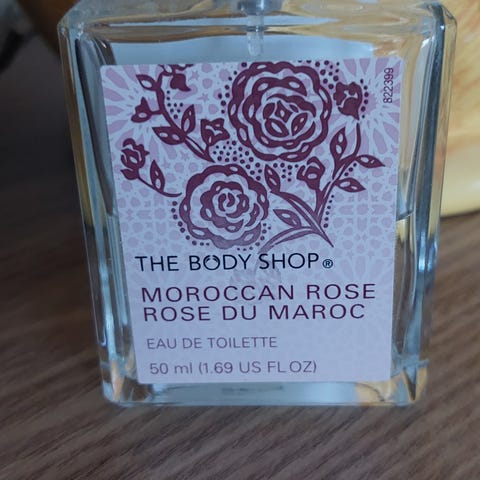 822399
THE BODY SHOP®
MOROCCAN ROSE
ROSE DU MAROC
EAU DE TOILETTE
50 ml (1.69 US FL OZ)